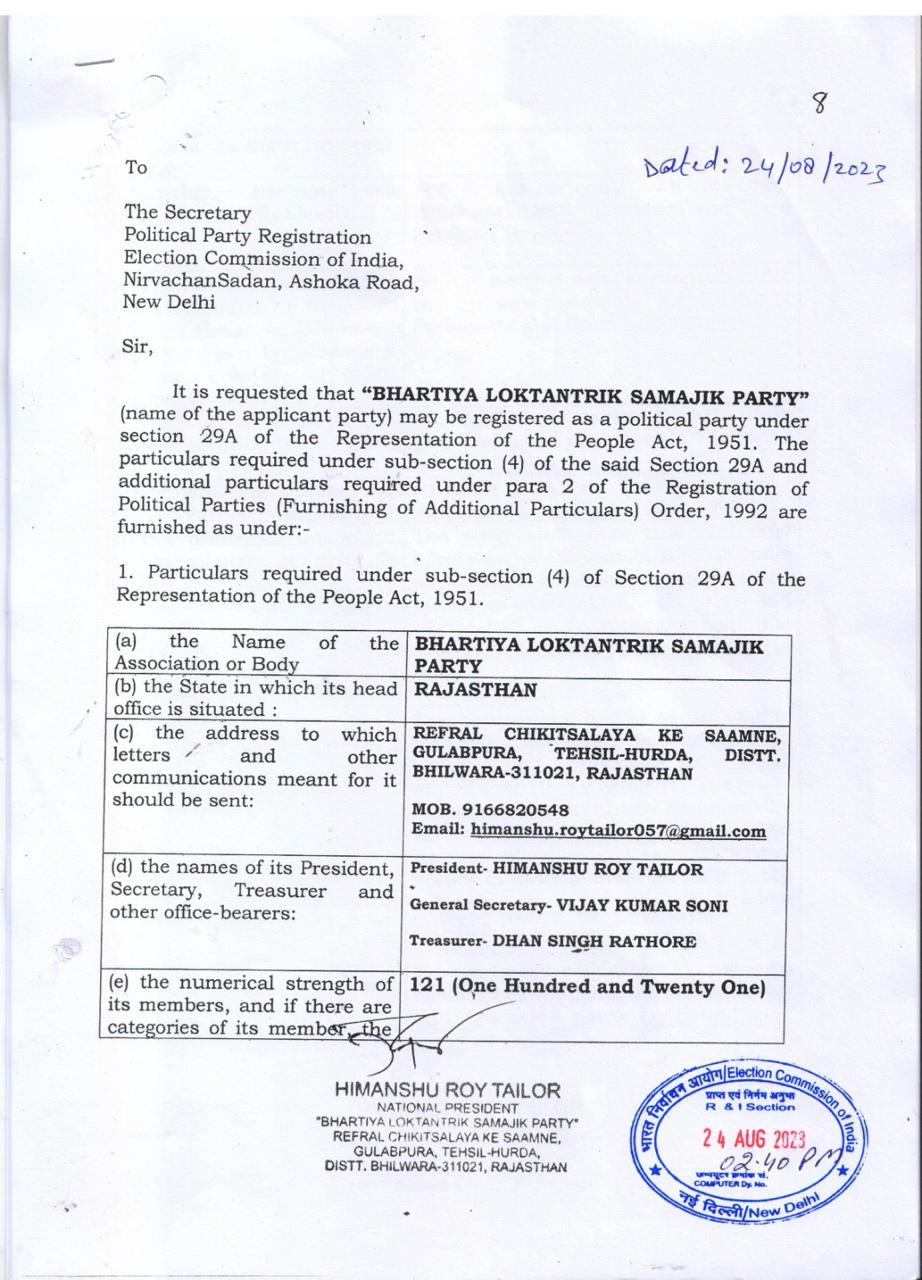 8
Dated: 24/08/2023
To
The Secretary
Political Party Registration
Election Commission of India,
NirvachanSadan, Ashoka Road,
New Delhi
Sir,
It is requested that “BHARTIYA LOKTANTRIK SAMAJIK PARTY”
(name of the applicant party) may be registered as a political party under
section 29A of the Representation of the People Act, 1951. The
particulars required under sub-section (4) of the said Section 29A and
additional particulars required under para 2 of the Registration of
Political Parties (Furnishing of Additional Particulars) Order, 1992 are
furnished as under:-
1. Particulars required under sub-section (4) of Section 29A of the
Representation of the People Act, 1951.
(a) the Name of the
Association or Body
BHARTIYA LOKTANTRIK SAMAJIK
PARTY
(b) the State in which its head
office is situated :
RAJASTHAN
(c) the address to which
letters and other
communications meant for it
should be sent:
REFRAL CHIKITSALAYA KE SAAMNE,
GULABPURA, TEHSIL-HURDA, DISTT.
BHILWARA-311021, RAJASTHAN
MOB. 9166820548
Email: himanshu.roytailor057@gmail.com
(d) the names of its President,
Secretary, Treasurer and
other office-bearers:
President- HIMANSHU ROY TAILOR
General Secretary- VIJAY KUMAR SONI
Treasurer- DHAN SINGH RATHORE
(e) the numerical strength of
its members, and if there are
categories of its member, the
121 (One Hundred and Twenty One)
HIMANSHU ROY TAILOR
NATIONAL PRESIDENT
"BHARTIYA LOKTANTRIK SAMAJIK PARTY"
REFRAL CHIKITSALAYA KE SAAMNE,
GULABPURA, TEHSIL-HURDA,
DISTT. BHILWARA-311021, RAJASTHAN
भारत निर्वाचन आयोग/Election Commission of India
प्राप्त एवं निर्गम अनुभाग
R & I Section
24 AUG 2023
02:40 PM
कम्प्यूटर क्रमांक सं.
COMPUTER Dy. No.
नई दिल्ली/New Delhi